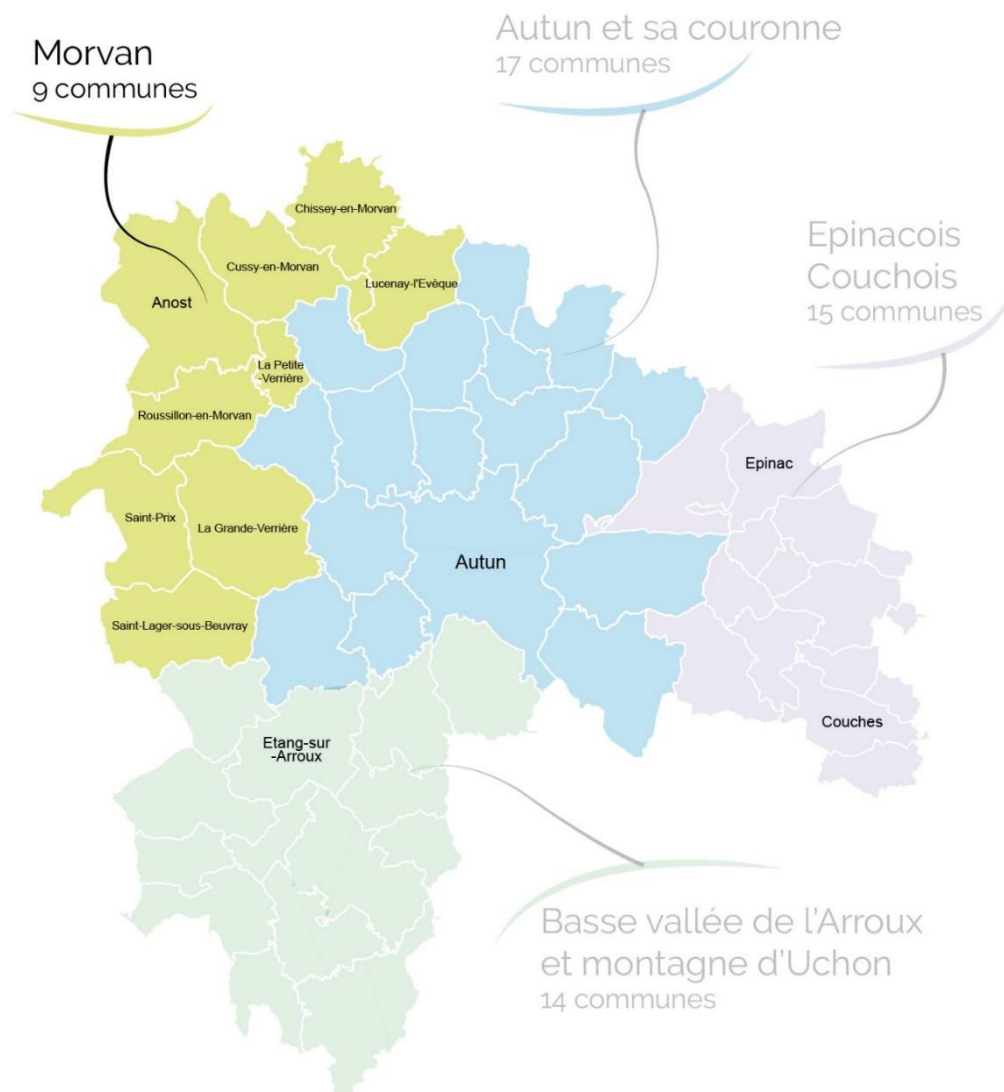 Morvan
9 communes
Autun et sa couronne
17 communes
Epinacois
Couchois
15 communes
Chissey-en-Morvan
Cussy-en-Morvan
Lucenay-l'Evèque
Anost
La Petite
-Verrière
Roussillon-en-Morvan
Saint-Prix
La Grande-Verrière
Saint-Lager-sous-Beuvray
Autun
Epinac
Couches
Etang-sur
-Arroux
Basse vallée de l'Arroux
et montagne d'Uchon
14 communes